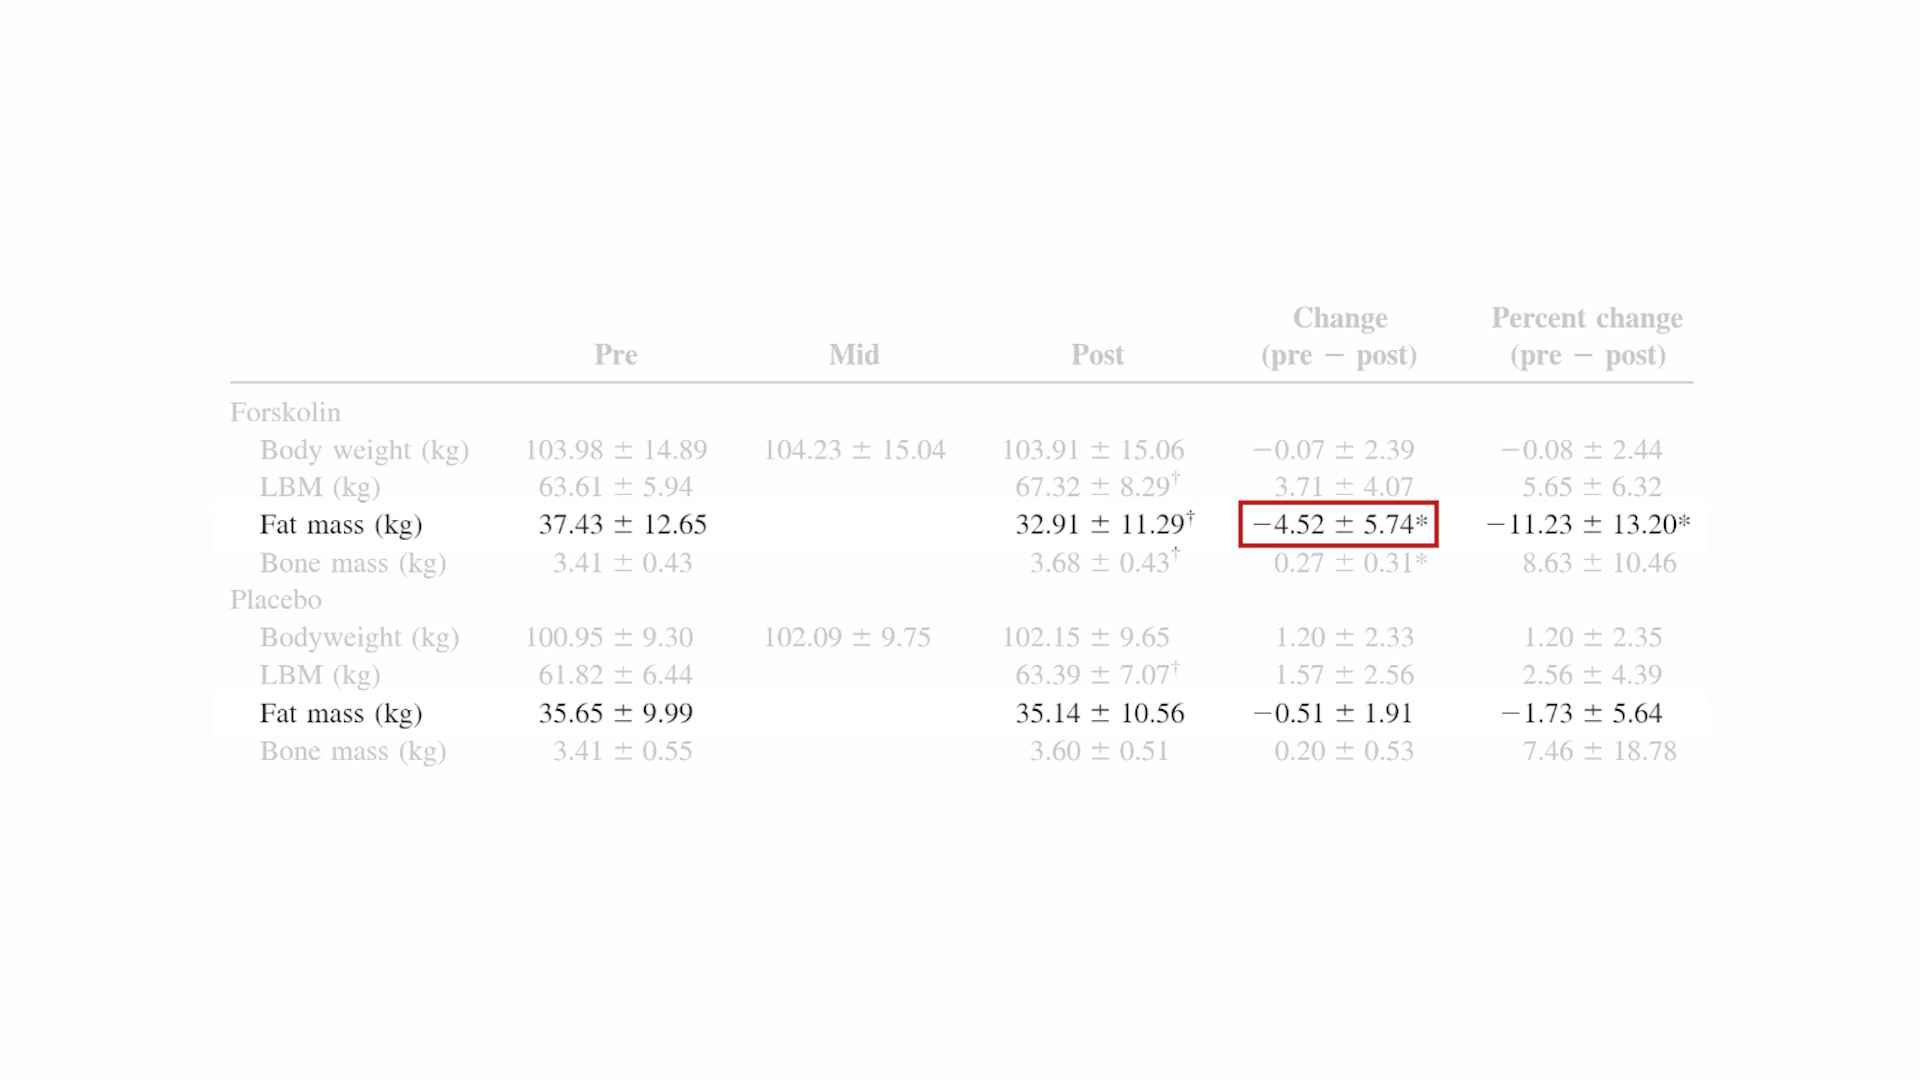 Change Percent change
Pre Mid Post (pre − post) (pre − post)
Forskolin
Body weight (kg) 103.98 ± 14.89 104.23 ± 15.04 103.91 ± 15.06 −0.07 ± 2.39 −0.08 ± 2.44
LBM (kg) 63.61 ± 5.94 67.32 ± 8.29† 3.71 ± 4.07 5.65 ± 6.32
Fat mass (kg) 37.43 ± 12.65 32.91 ± 11.29† −4.52 ± 5.74* −11.23 ± 13.20*
Bone mass (kg) 3.41 ± 0.43 3.68 ± 0.43† 0.27 ± 0.31* 8.63 ± 10.46
Placebo
Bodyweight (kg) 100.95 ± 9.30 102.09 ± 9.75 102.15 ± 9.65 1.20 ± 2.33 1.20 ± 2.35
LBM (kg) 61.82 ± 6.44 63.39 ± 7.07† 1.57 ± 2.56 2.56 ± 4.39
Fat mass (kg) 35.65 ± 9.99 35.14 ± 10.56 −0.51 ± 1.91 −1.73 ± 5.64
Bone mass (kg) 3.41 ± 0.55 3.60 ± 0.51 0.20 ± 0.53 7.46 ± 18.78